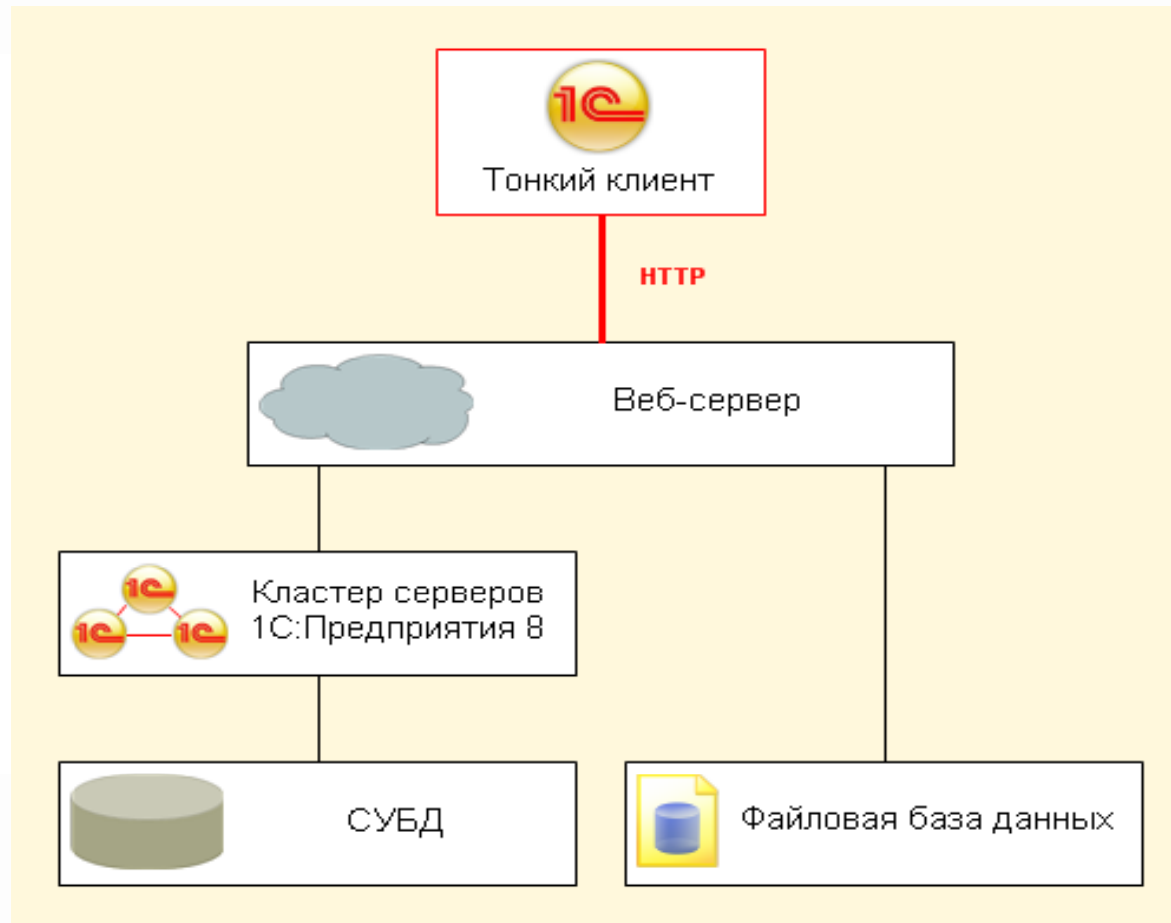 1С
Тонкий клиент
HTTP
Веб-сервер
1С
1С
1С
Кластер серверов
1С:Предприятия 8
СУБД
Файловая база данных